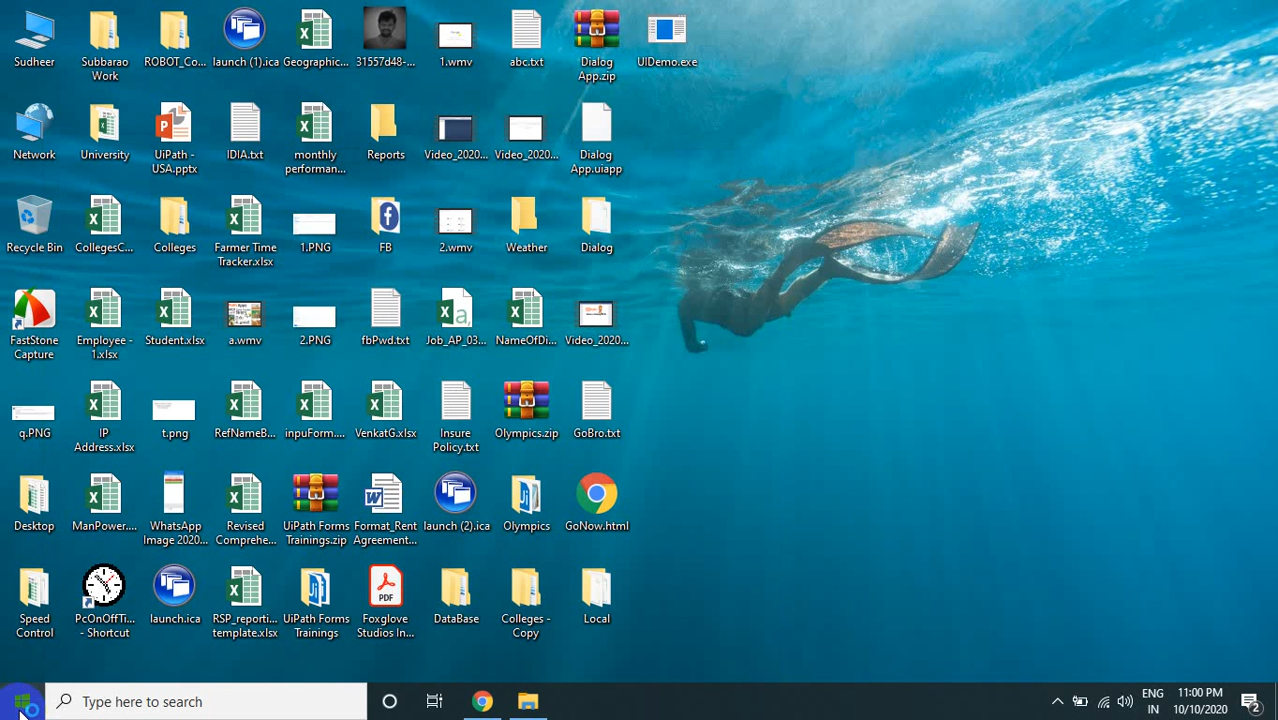 Sudheer
Subbarao
Work
ROBOT_Co...
launch (1).ica
Geographic...
31557d48-...
1.wmv
abc.txt
Dialog
App.zip
UIDemo.exe
Network
University
UiPath -
USA.pptx
IDIA.txt
monthly
performan...
Reports
Video_2020...
Video_2020...
Dialog
App.uiapp
Recycle Bin
CollegesC...
Colleges
Farmer Time
Tracker.xlsx
1.PNG
FB
2.wmv
Weather
Dialog
FastStone
Capture
Employee -
1.xlsx
Student.xlsx
a.wmv
2.PNG
fbPwd.txt
Job_AP_03...
NameOfDi...
Video_2020...
q.PNG
IP
Address.xlsx
t.png
RefNameB...
inpuForm....
VenkatG.xlsx
Insure
Policy.txt
Olympics.zip
GoBro.txt
Desktop
ManPower....
WhatsApp
Image 2020...
Revised
Comprehe...
UiPath Forms
Trainings.zip
Format_Rent
Agreement...
launch (2).ica
Olympics
GoNow.html
Speed
Control
PcOnOffTi...
- Shortcut
launch.ica
RSP_reporti...
template.xlsx
UiPath Forms
Trainings
PDF
Foxglove
Studios In...
DataBase
Colleges -
Copy
Local
Type here to search
ENG
IN
11:00 PM
10/10/2020
2